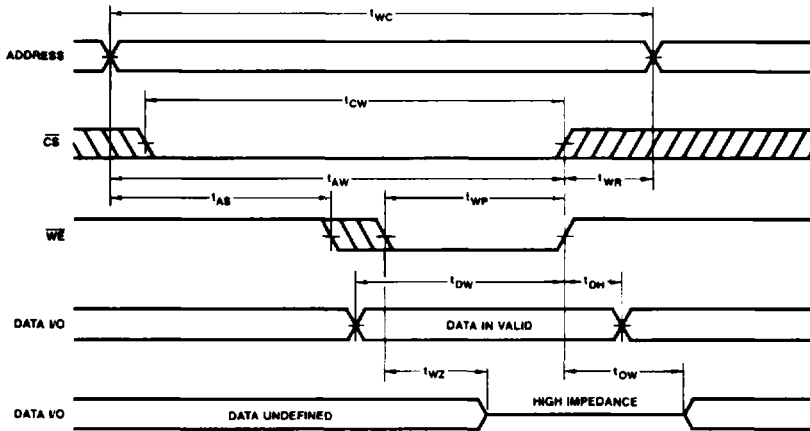 tWC
ADDRESS
tCW
CS
tAW
tWR
tAS
tWP
WE
tDW
tDH
DATA I/O
DATA IN VALID
tWZ
tOW
HIGH IMPEDANCE
DATA I/O
DATA UNDEFINED